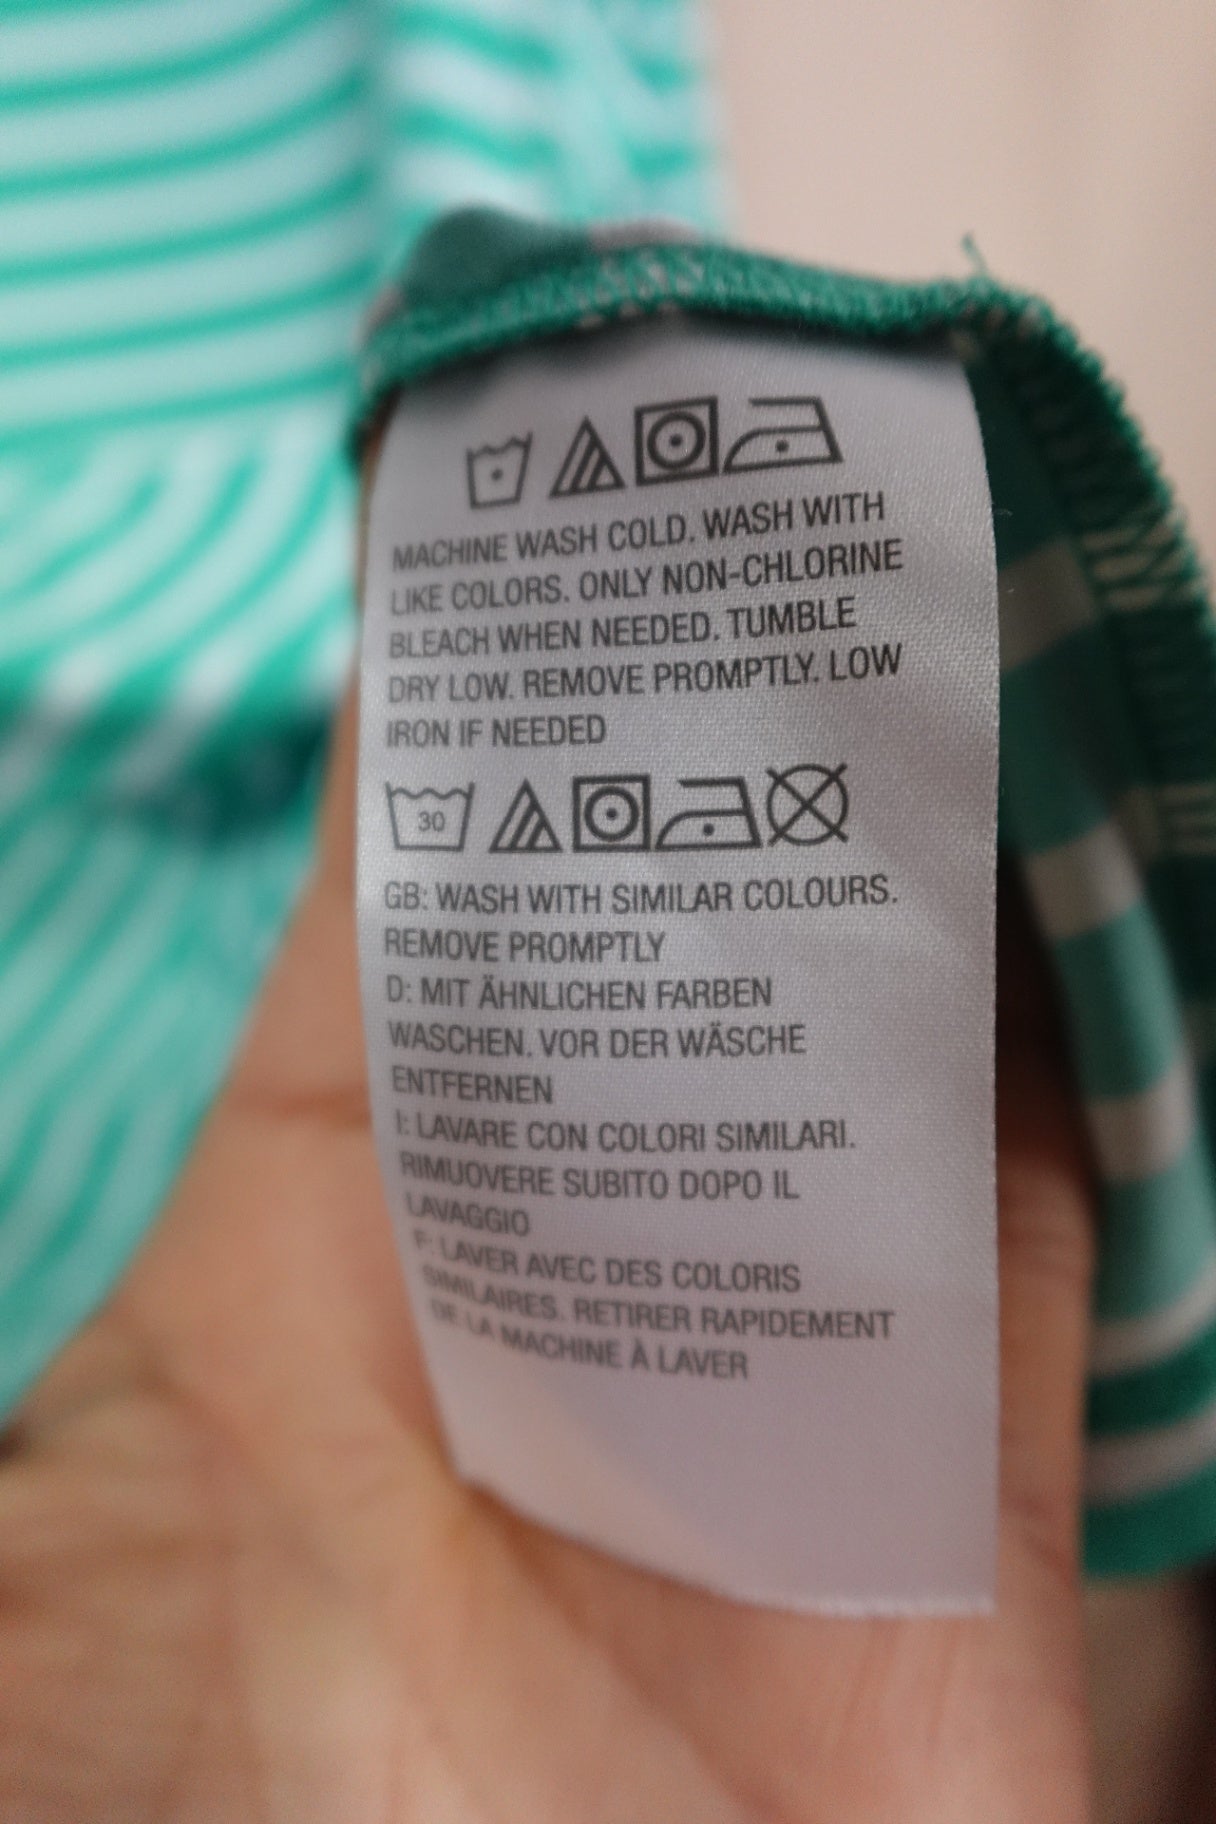 MACHINE WASH COLD. WASH WITH
LIKE COLORS. ONLY NON-CHLORINE
BLEACH WHEN NEEDED. TUMBLE
DRY LOW. REMOVE PROMPTLY. LOW
IRON IF NEEDED
30
GB: WASH WITH SIMILAR COLOURS.
REMOVE PROMPTLY
D: MIT ÄHNLICHEN FARBEN
WASCHEN. VOR DER WÄSCHE
ENTFERNEN
I: LAVARE CON COLORI SIMILARI.
RIMUOVERE SUBITO DOPO IL
LAVAGGIO
F: LAVER AVEC DES COLORIS
SIMILAIRES. RETIRER RAPIDEMENT
DE LA MACHINE À LAVER